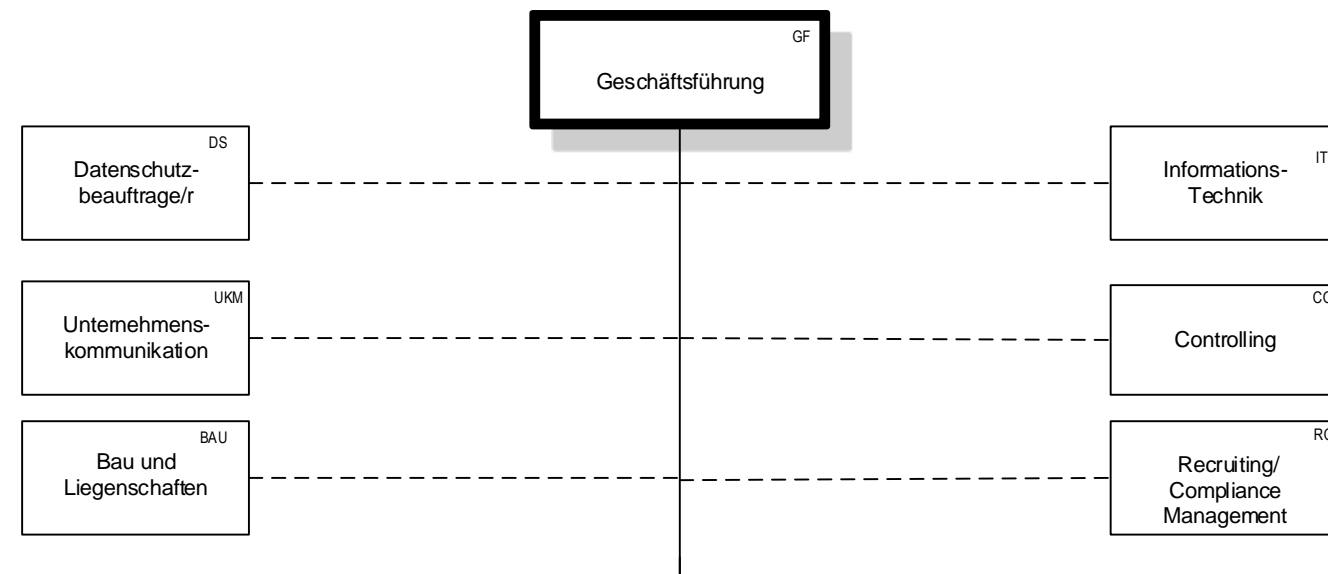 GF
Geschäftsführung
DS
Datenschutz-
beauftrage/r
IT
Informations-
Technik
UKM
Unternehmens-
kommunikation
Controlling
BAU
Bau und
Liegenschaften
Recruiting/
Compliance
Management